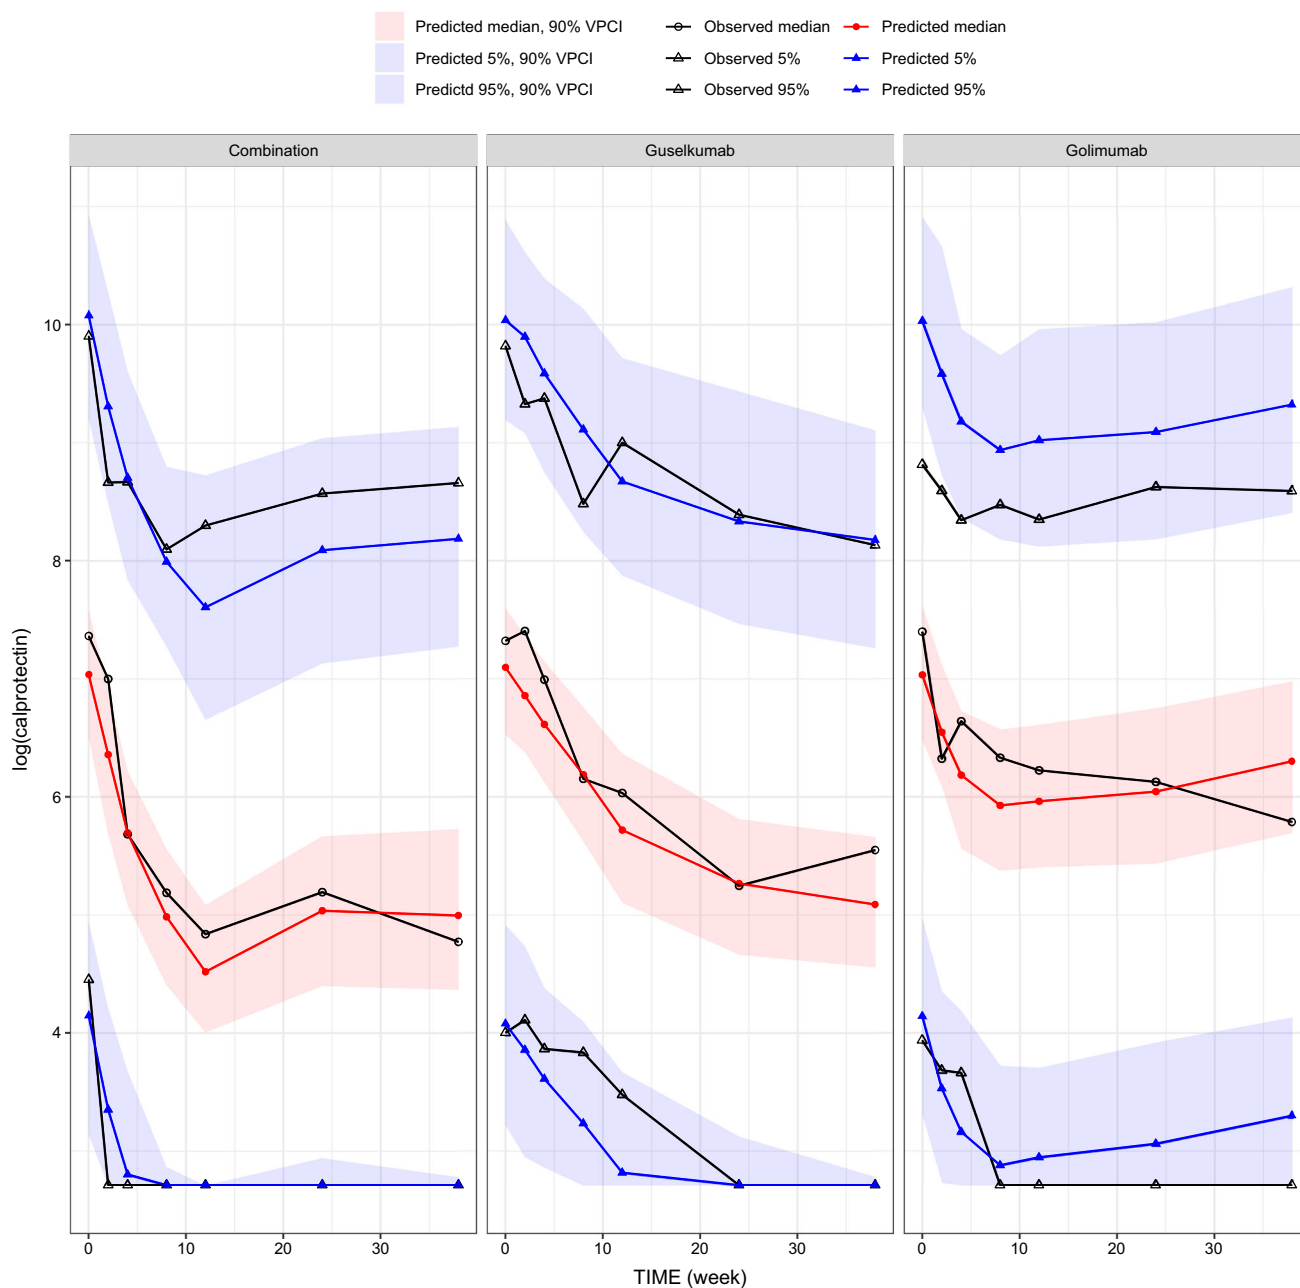 Predicted median, 90% VPCI Observed median Predicted median
Predicted 5%, 90% VPCI Observed 5% Predicted 5%
Predictd 95%, 90% VPCI Observed 95% Predicted 95%
Combination Guselkumab Golimumab
10
8
6
4
log(calprotectin)
0 10 20 30 0 10 20 30 0 10 20 30
TIME (week)